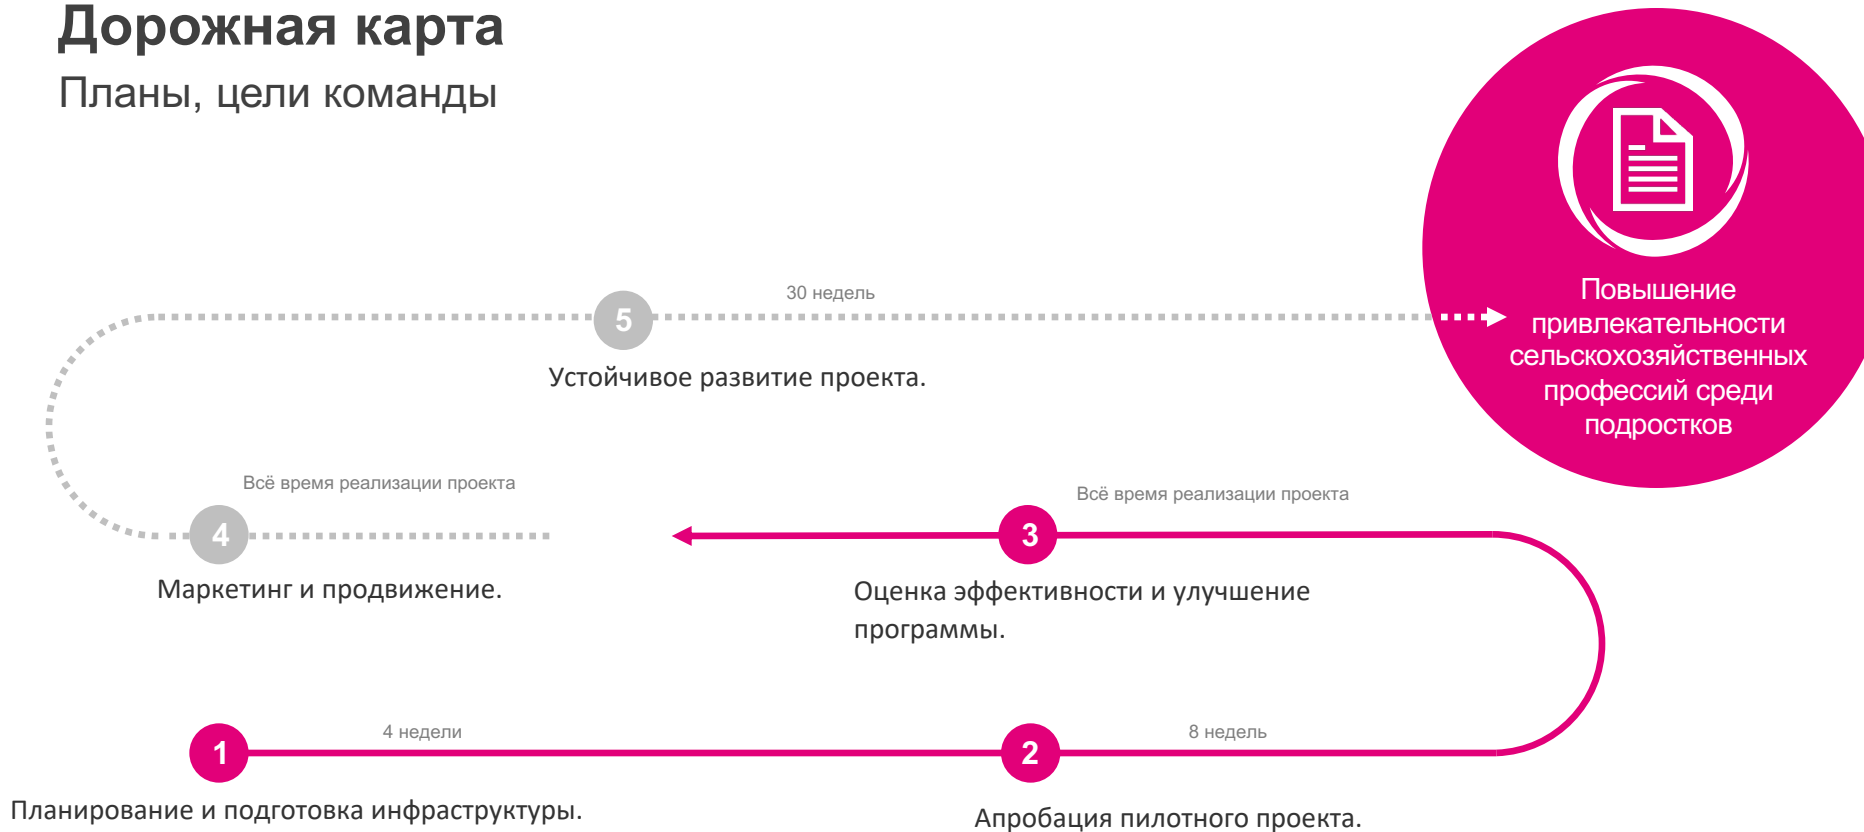 Дорожная карта
Планы, цели команды
Повышение
привлекательности
сельскохозяйственных
профессий среди
подростков
30 недель
5
Устойчивое развитие проекта.
Всё время реализации проекта
4
Маркетинг и продвижение.
Всё время реализации проекта
3
Оценка эффективности и улучшение
программы.
4 недели
1
Планирование и подготовка инфраструктуры.
8 недель
2
Апробация пилотного проекта.